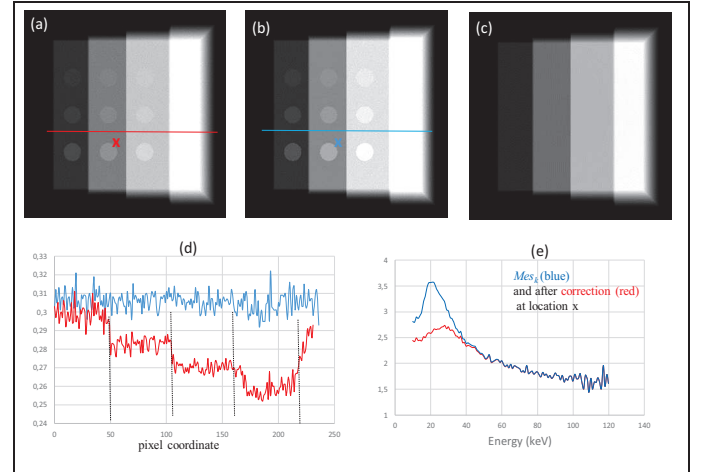 (a)
(b)
(c)
x
x
(d)
0,33
0,32
0,31
0,3
0,29
0,28
0,27
0,26
0,25
0,24
0 50 100 150 200 250
pixel coordinate
(e)
Mesₖ (blue)
and after correction (red)
at location x
4
3,5
3
2,5
2
1,5
1
0 20 40 60 80 100 120 140
Energy (keV)